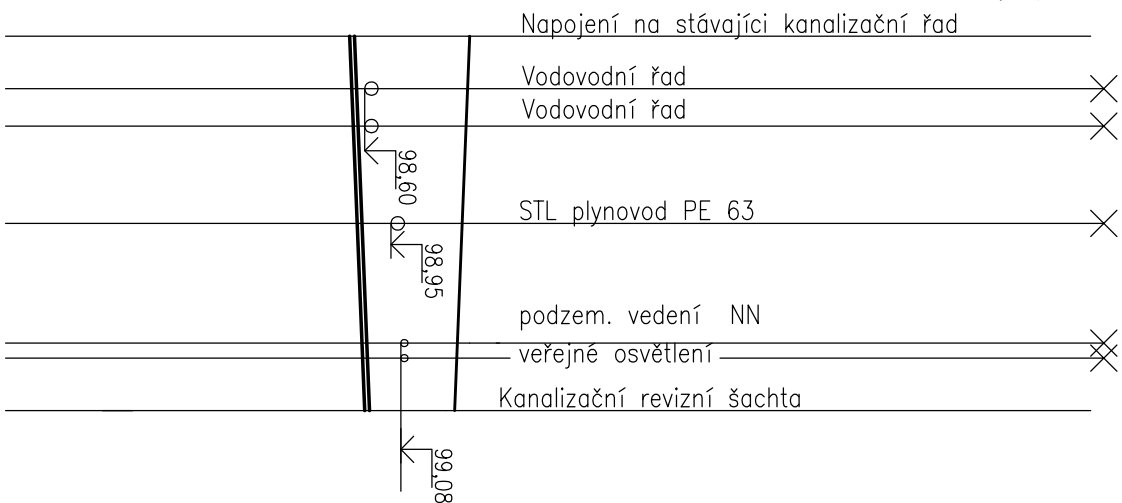 Napojení na stávajíci kanalizační řad
Vodovodní řad
Vodovodní řad
98,60
STL plynovod PE 63
98,95
podzem. vedení NN
veřejné osvětlení
Kanalizační revizní šachta
99,08